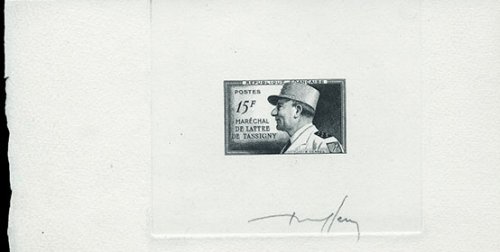 REPUBLIQUE FRANÇAISE
POSTES
15F
MARÉCHAL
DE LATTRE
DE TASSIGNY